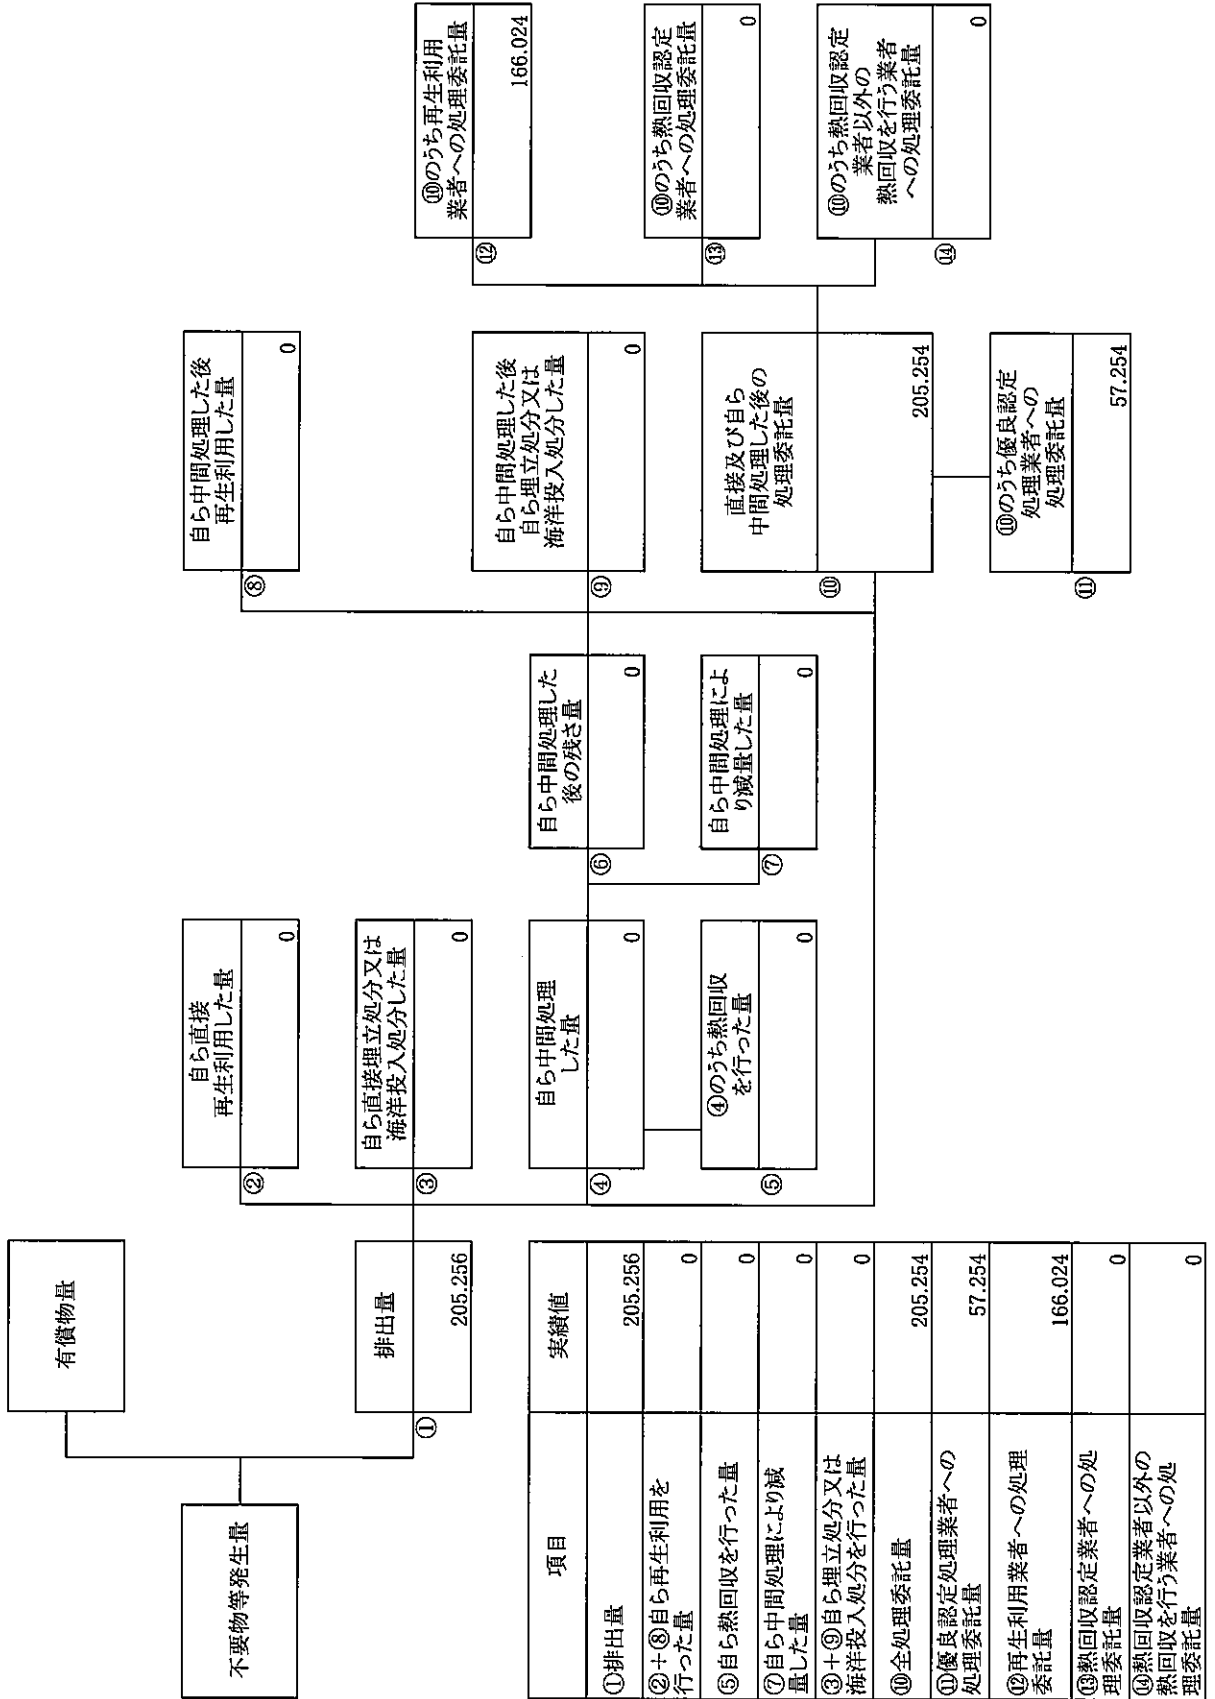 不要物等発生量
有償物量
①
排出量
205.256
②
自ら直接
再生利用した量
0
③
自ら直接埋立処分又は
海洋投入処分した量
0
④
自ら中間処理
した量
0
⑤
④のうち熱回収
を行った量
0
⑥
自ら中間処理した
後の残さ量
0
⑦
自ら中間処理によ
り減量した量
0
⑧
自ら中間処理した後
再生利用した量
0
⑨
自ら中間処理した後
自ら埋立処分又は
海洋投入処分した量
0
⑩
直接及び自ら
中間処理した後の
処理委託量
205.254
⑪
⑩のうち優良認定
処理業者への
処理委託量
57.254
⑫
⑩のうち再生利用
業者への処理委託量
166.024
⑬
⑩のうち熱回収認定
業者への処理委託量
0
⑭
⑩のうち熱回収認定
業者以外の
熱回収を行う業者
への処理委託量
0
項目 実績値
①排出量 205.256
②+⑧自ら再生利用を
行った量 0
⑤自ら熱回収を行った量 0
⑦自ら中間処理により減
量した量 0
③+⑨自ら埋立処分又は
海洋投入処分を行った量 0
⑩全処理委託量 205.254
⑪優良認定処理業者への
処理委託量 57.254
⑫再生利用業者への処理
委託量 166.024
⑬熱回収認定業者への処
理委託量 0
⑭熱回収認定業者以外の
熱回収を行う業者への処
理委託量 0